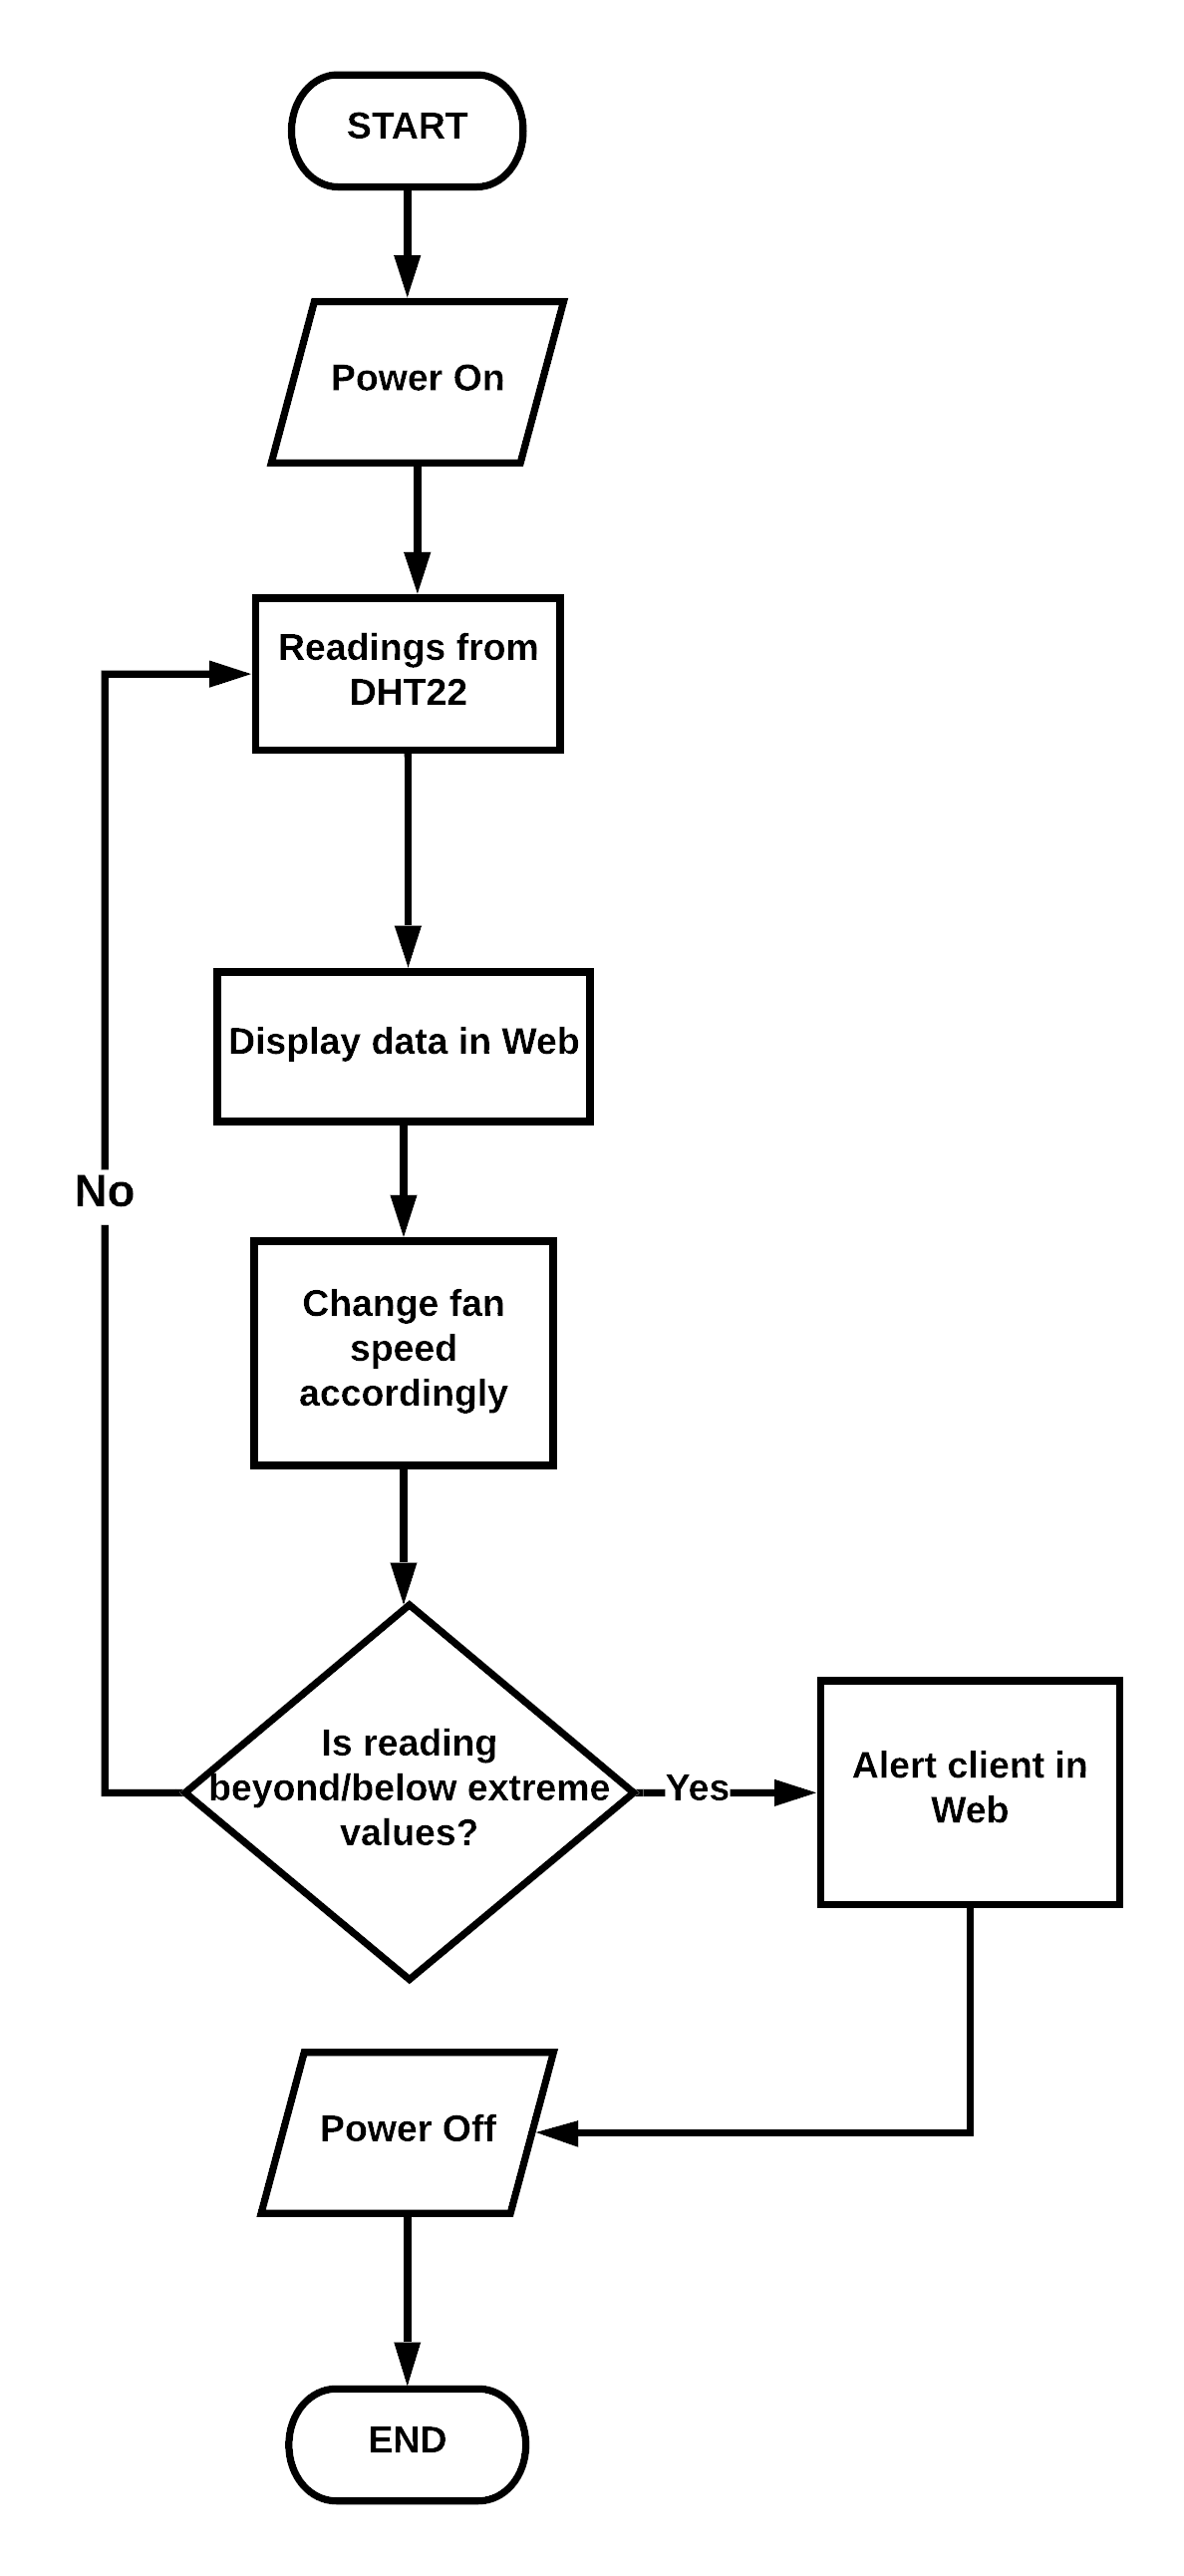 START
Power On
Readings from
DHT22
Display data in Web
No
Change fan
speed
accordingly
Is reading
beyond/below extreme
values?
Yes
Alert client in
Web
Power Off
END